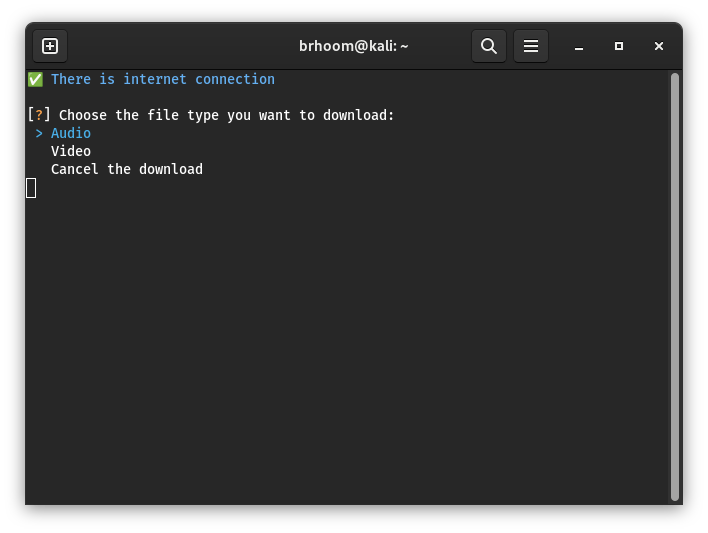 brhoom@kali: ~
✅ There is internet connection
[?] Choose the file type you want to download:
> Audio
Video
Cancel the download